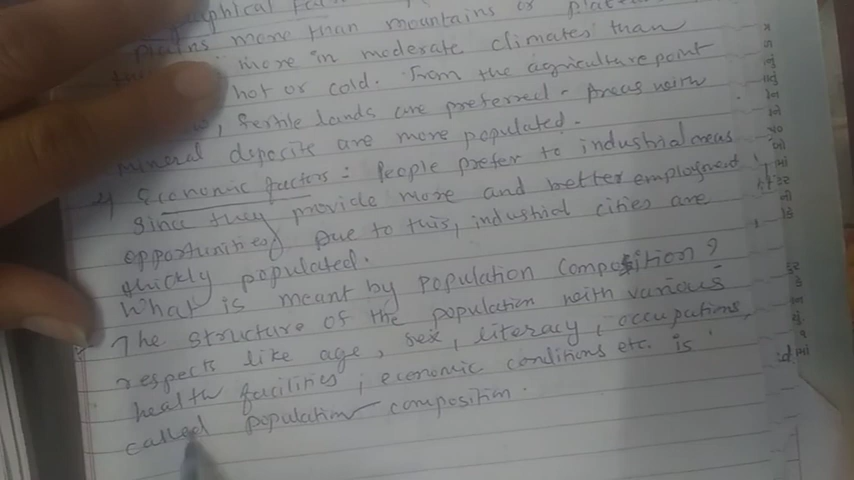 plains more than mountains or
more in moderate climates than
hot or cold. From the agriculture point
, fertile lands are preferred. Areas with
mineral deposits are more populated.
2) Economic factors: People prefer to industrial areas
since they provide more and better employment
opportunities. Due to this, industrial cities are
thickly populated.
What is meant by population composition?
The structure of the population with various
respects like age, sex, literacy, occupations,
health facilities, economic conditions etc. is
called population composition.